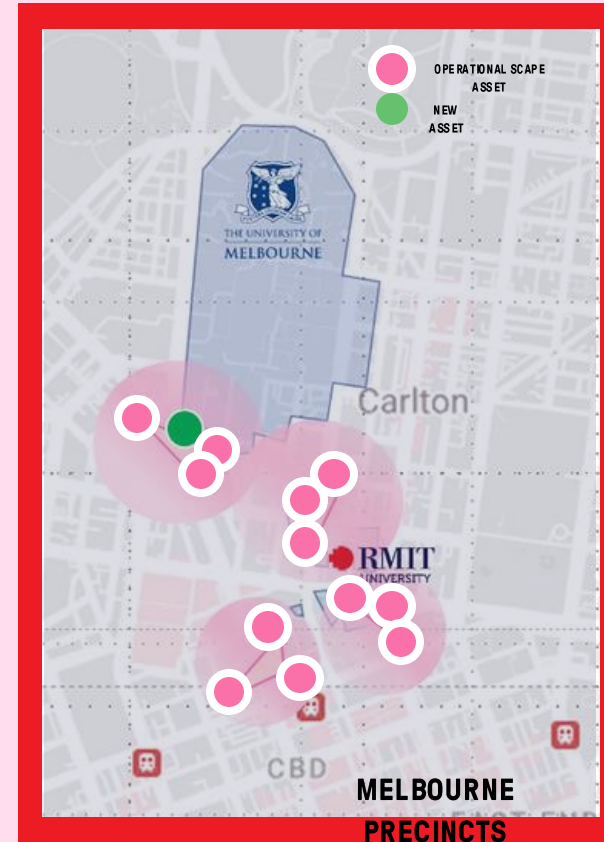 OPERATIONAL SCAPE
ASSET
NEW
ASSET
THE UNIVERSITY OF
MELBOURNE
Carlton
RMIT
UNIVERSITY
CBD
MELBOURNE
PRECINCTS